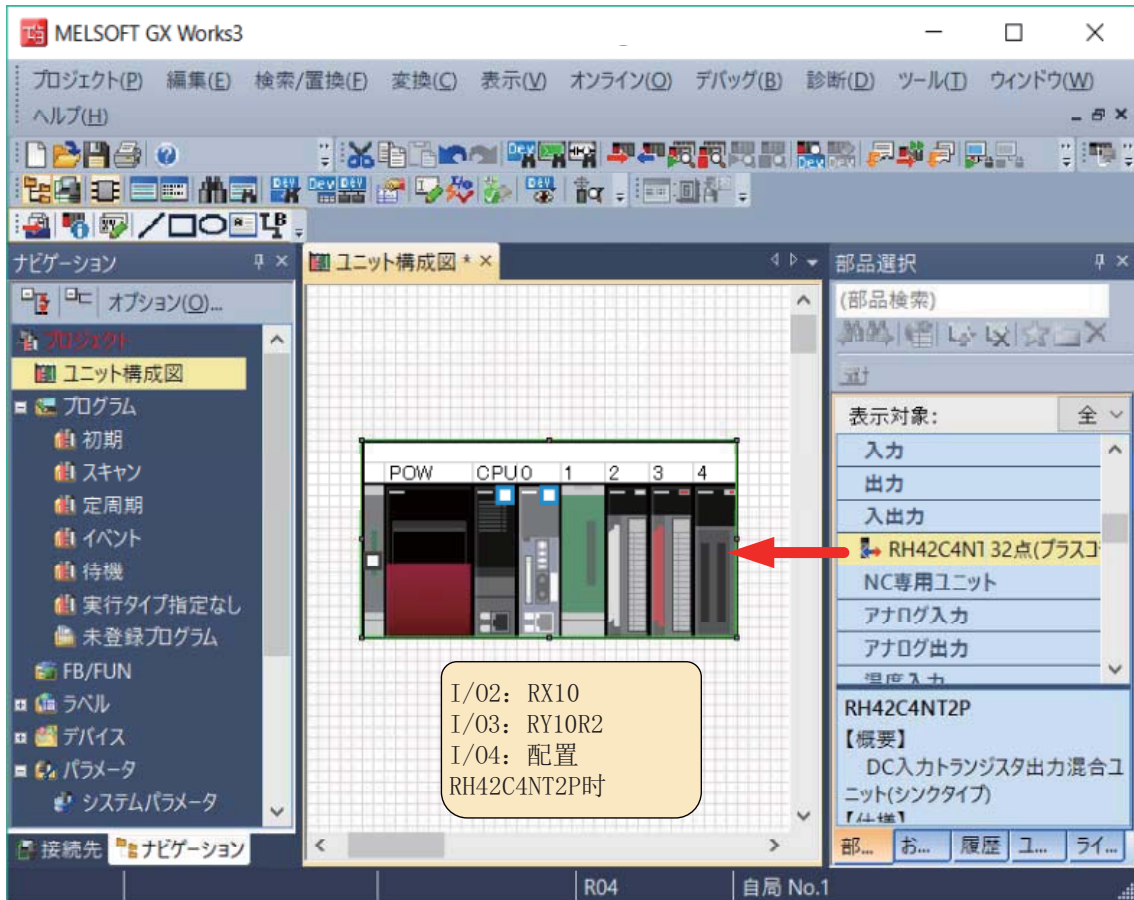 MELSOFT GX Works3
プロジェクト(P) 編集(E) 検索/置換(F) 変換(C) 表示(V) オンライン(O) デバッグ(B) 診断(D) ツール(T) ウィンドウ(W)
ヘルプ(H)
ナビゲーション
オプション(O)...
プロジェクト
ユニット構成図
プログラム
初期
スキャン
定周期
イベント
待機
実行タイプ指定なし
未登録プログラム
FB/FUN
ラベル
デバイス
パラメータ
システムパラメータ
接続先 ナビゲーション
ユニット構成図 *
POW CPU 0 1 2 3 4
I/O2: RX10
I/O3: RY10R2
I/O4: 配置
RH42C4NT2P时
部品選択
(部品検索)
表示対象: 全
入力
出力
入出力
RH42C4NT 32点(プラスコ
NC専用ユニット
アナログ入力
アナログ出力
温度入力
RH42C4NT2P
【概要】
DC入力トランジスタ出力混合ユ
ニット(シンクタイプ)
【仕様】
部... お... 履歴 ユ... ライ...
R04 自局 No.1